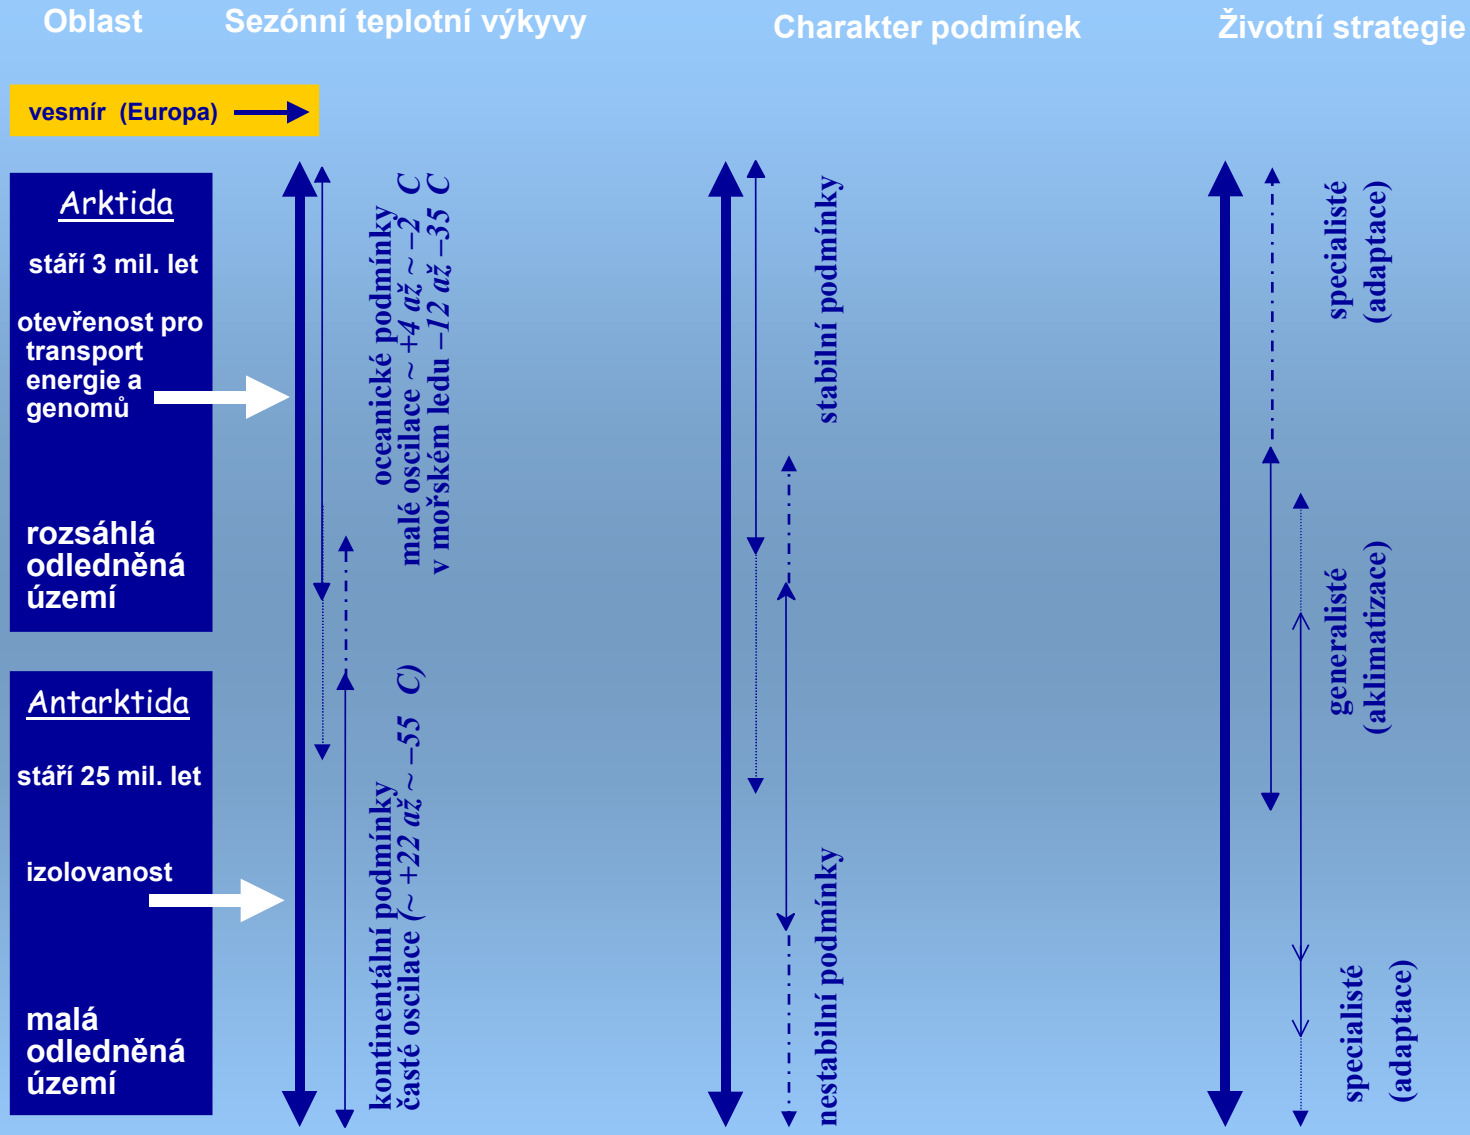 Oblast
Sezónní teplotní výkyvy
Charakter podmínek
Životní strategie
vesmír (Europa)
Arktida
stáří 3 mil. let
otevřenost pro
transport
energie a
genomů
rozsáhlá
odledněná
území
Antarktida
stáří 25 mil. let
izolovanost
malá
odledněná
území
oceanické podmínky
malé oscilace ~ +4 až ~ –2 C
v mořském ledu –12 až –35 C
kontinentální podmínky
časté oscilace (~ +22 až ~ –55 C)
stabilní podmínky
nestabilní podmínky
specialisté
(adaptace)
generalisté
(aklimatizace)
specialisté
(adaptace)